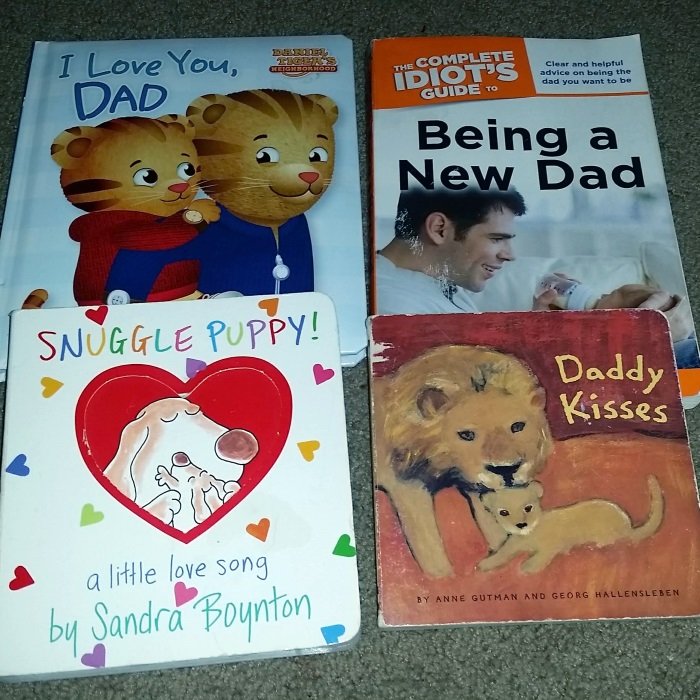 I Love You,
DAD
DANIEL
TIGER'S
NEIGHBORHOOD
THE COMPLETE
IDIOT'S
GUIDE TO
Clear and helpful
advice on being the
dad you want to be
Being a
New Dad
SNUGGLE PUPPY!
a little love song
by Sandra Boynton
Daddy
Kisses
BY ANNE GUTMAN AND GEORG HALLENSLEBEN